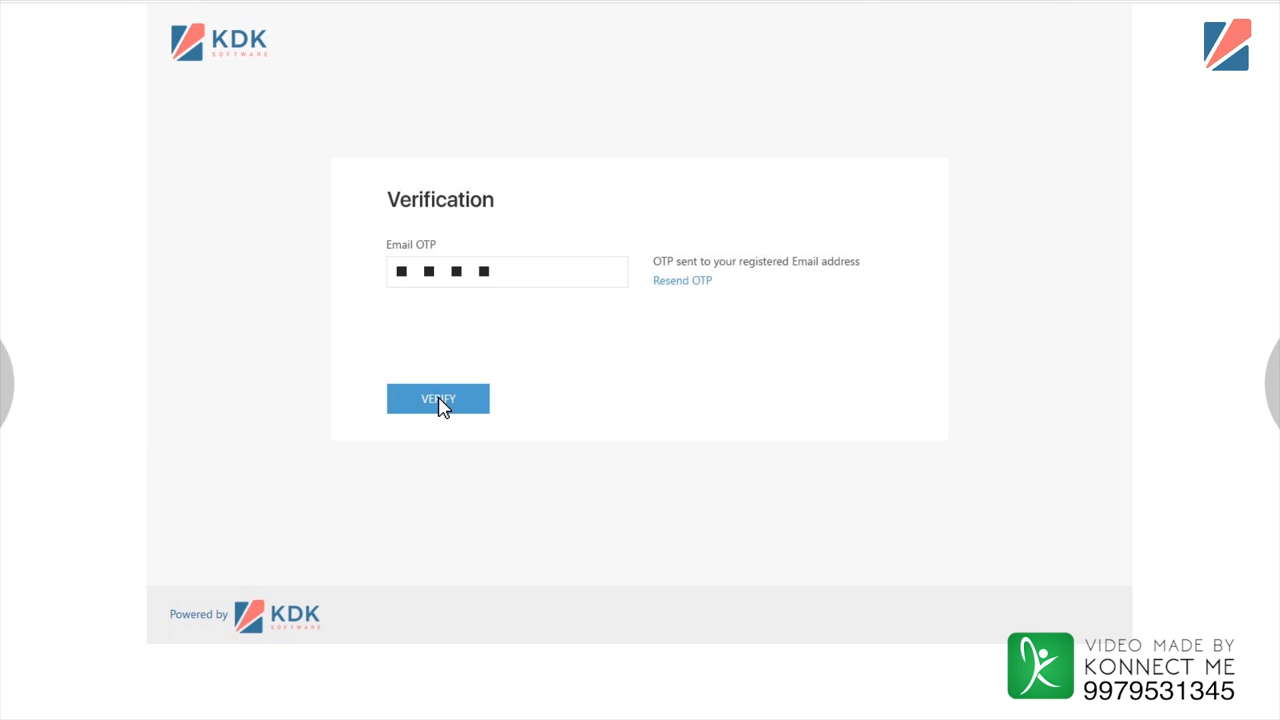 KDK
SOFTWARE
Verification
Email OTP
OTP sent to your registered Email address
Resend OTP
VERIFY
Powered by KDK
SOFTWARE
VIDEO MADE BY
KONNECT ME
9979531345